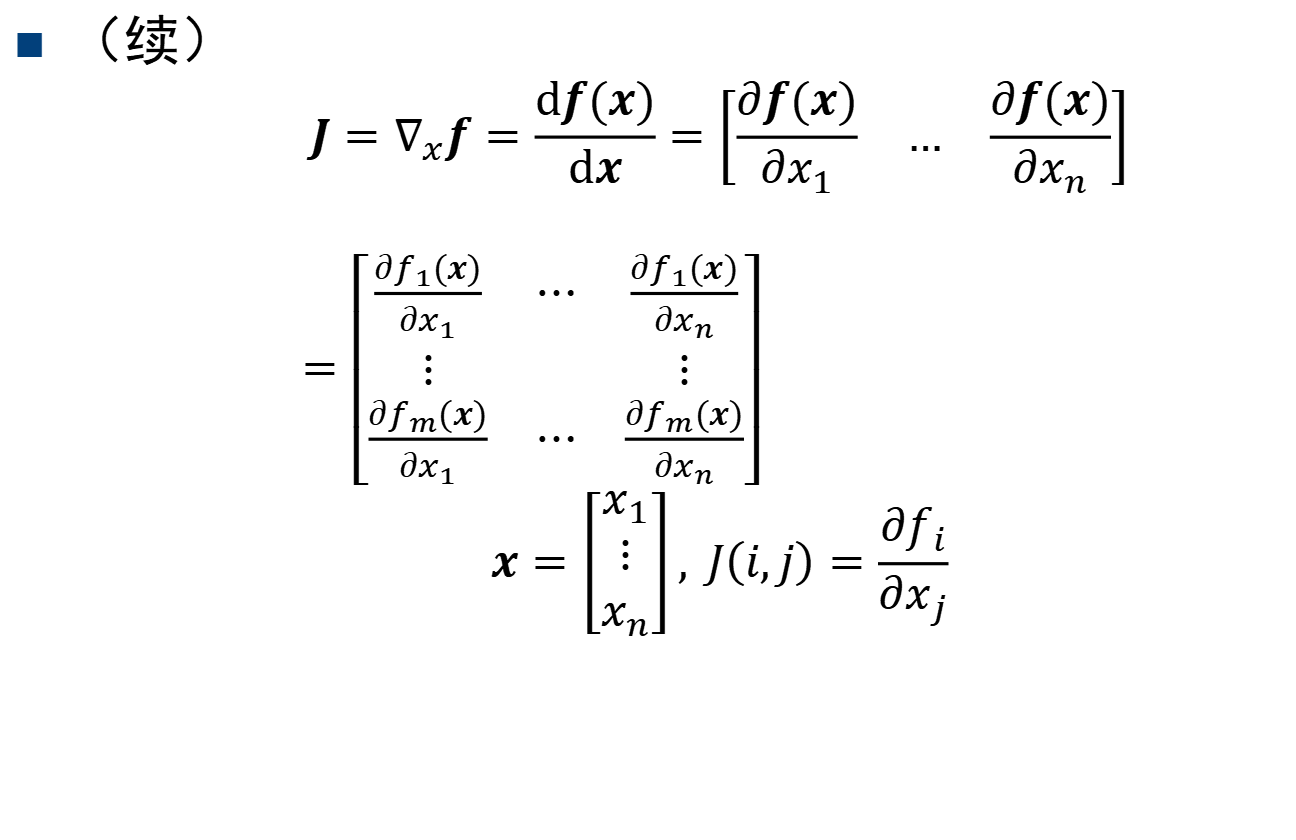 ■ （续）
J = ∇ₓf = df(x)/dx = [∂f(x)/∂x₁ … ∂f(x)/∂xₙ]
= [∂f₁(x)/∂x₁ ⋯ ∂f₁(x)/∂xₙ
⋮ ⋮
∂fₘ(x)/∂x₁ ⋯ ∂fₘ(x)/∂xₙ]
x = [x₁ ⋮ xₙ], J(i,j) = ∂fᵢ/∂xⱼ